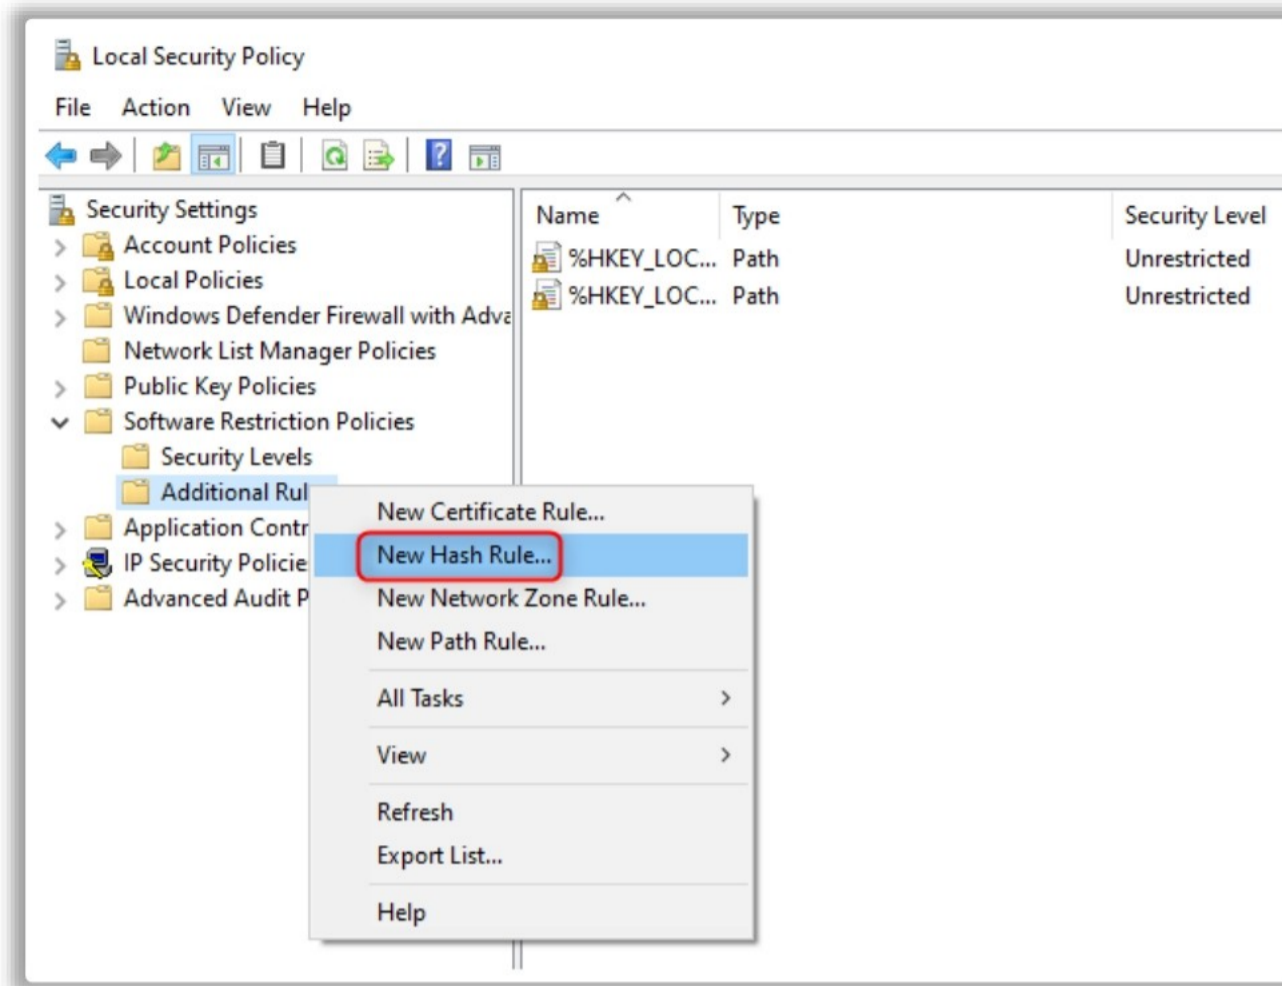 Local Security Policy
File Action View Help
Security Settings
Account Policies
Local Policies
Windows Defender Firewall with Adva
Network List Manager Policies
Public Key Policies
Software Restriction Policies
Security Levels
Additional Rul
Application Contr
IP Security Policie
Advanced Audit P
Name Type Security Level
%HKEY_LOC... Path Unrestricted
%HKEY_LOC... Path Unrestricted
New Certificate Rule...
New Hash Rule...
New Network Zone Rule...
New Path Rule...
All Tasks
View
Refresh
Export List...
Help